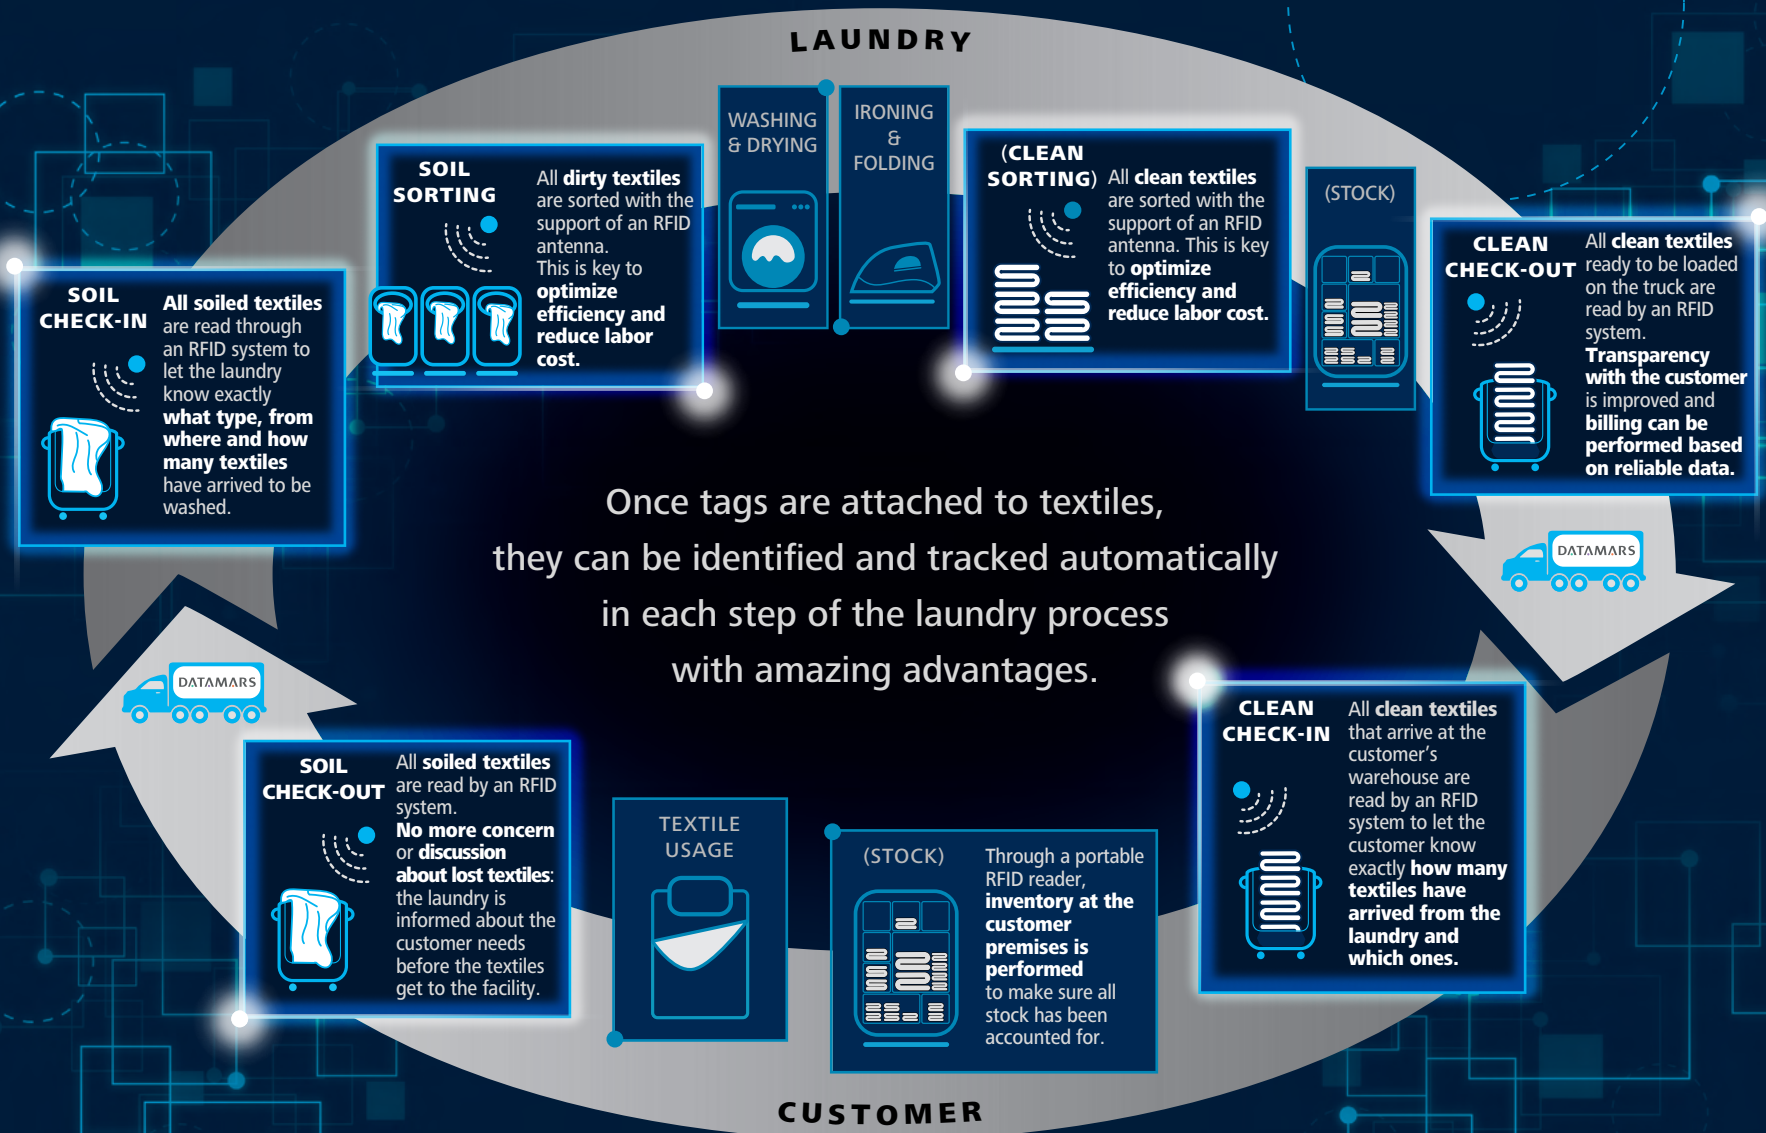 LAUNDRY
SOIL
CHECK-IN
All soiled textiles
are read through
an RFID system to
let the laundry
know exactly
what type, from
where and how
many textiles
have arrived to be
washed.
SOIL
SORTING
All dirty textiles
are sorted with the
support of an RFID
antenna.
This is key to
optimize
efficiency and
reduce labor
cost.
WASHING
& DRYING
IRONING
&
FOLDING
(CLEAN
SORTING)
All clean textiles
are sorted with the
support of an RFID
antenna. This is key
to optimize
efficiency and
reduce labor cost.
(STOCK)
CLEAN
CHECK-OUT
All clean textiles
ready to be loaded
on the truck are
read by an RFID
system.
Transparency
with the customer
is improved and
billing can be
performed based
on reliable data.
Once tags are attached to textiles,
they can be identified and tracked automatically
in each step of the laundry process
with amazing advantages.
DATAMARS
DATAMARS
CLEAN
CHECK-IN
All clean textiles
that arrive at the
customer's
warehouse are
read by an RFID
system to let the
customer know
exactly how many
textiles have
arrived from the
laundry and
which ones.
(STOCK)
Through a portable
RFID reader,
inventory at the
customer
premises is
performed
to make sure all
stock has been
accounted for.
TEXTILE
USAGE
SOIL
CHECK-OUT
All soiled textiles
are read by an RFID
system.
No more concern
or discussion
about lost textiles:
the laundry is
informed about the
customer needs
before the textiles
get to the facility.
CUSTOMER